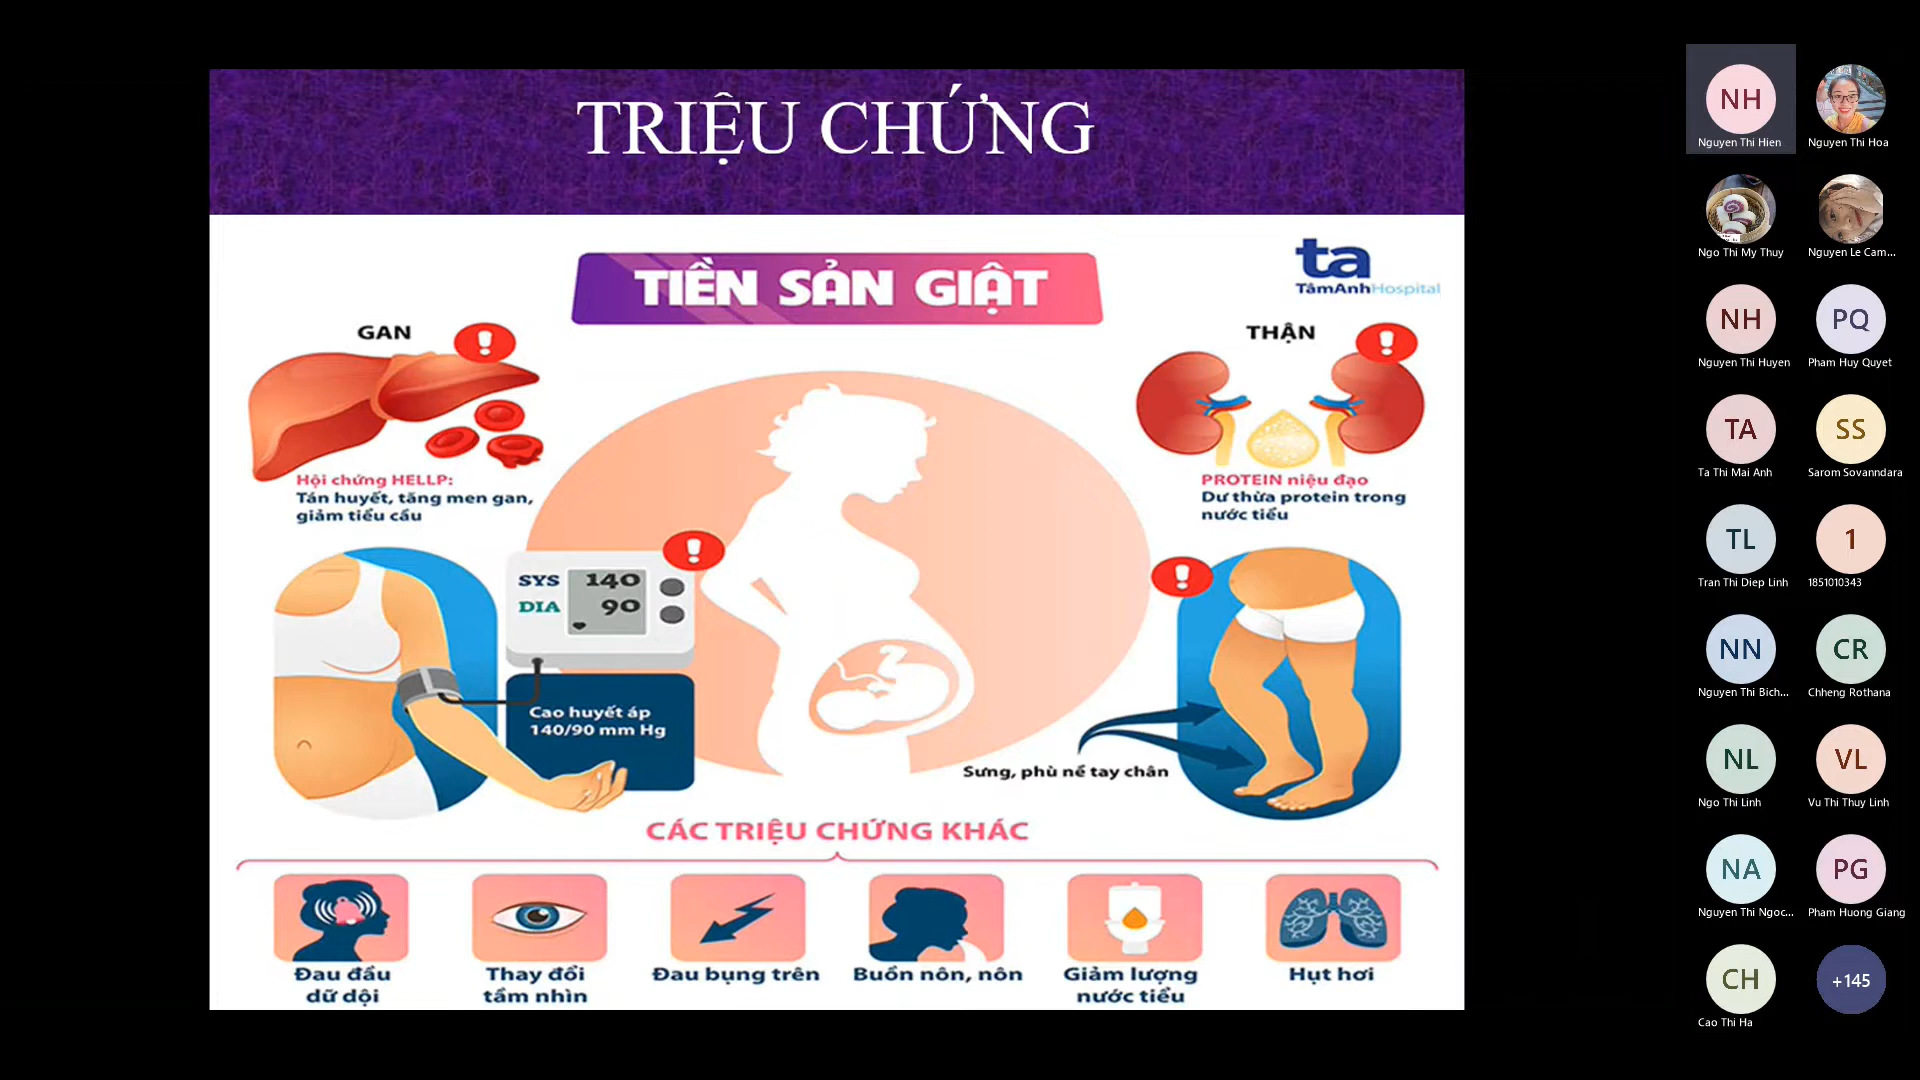 TRIỆU CHỨNG
TIỀN SẢN GIẬT
ta
TâmAnhHospital
GAN
Hội chứng HELLP:
Tán huyết, tăng men gan,
giảm tiểu cầu
THẬN
PROTEIN niệu đạo
Dư thừa protein trong
nước tiểu
SYS 140
DIA 90
Cao huyết áp
140/90 mm Hg
Sưng, phù nề tay chân
CÁC TRIỆU CHỨNG KHÁC
Đau đầu
dữ dội
Thay đổi
tầm nhìn
Đau bụng trên
Buồn nôn, nôn
Giảm lượng
nước tiểu
Hụt hơi
NH
Nguyen Thi Hien
Nguyen Thi Hoa
Ngo Thi My Thuy
Nguyen Le Cam...
NH
Nguyen Thi Huyen
PQ
Pham Huy Quyet
TA
Ta Thi Mai Anh
SS
Sarom Sovanndara
TL
Tran Thi Diep Linh
1
1851010343
NN
Nguyen Thi Bich...
CR
Chheng Rothana
NL
Ngo Thi Linh
VL
Vu Thi Thuy Linh
NA
Nguyen Thi Ngoc...
PG
Pham Huong Giang
CH
Cao Thi Ha
+145